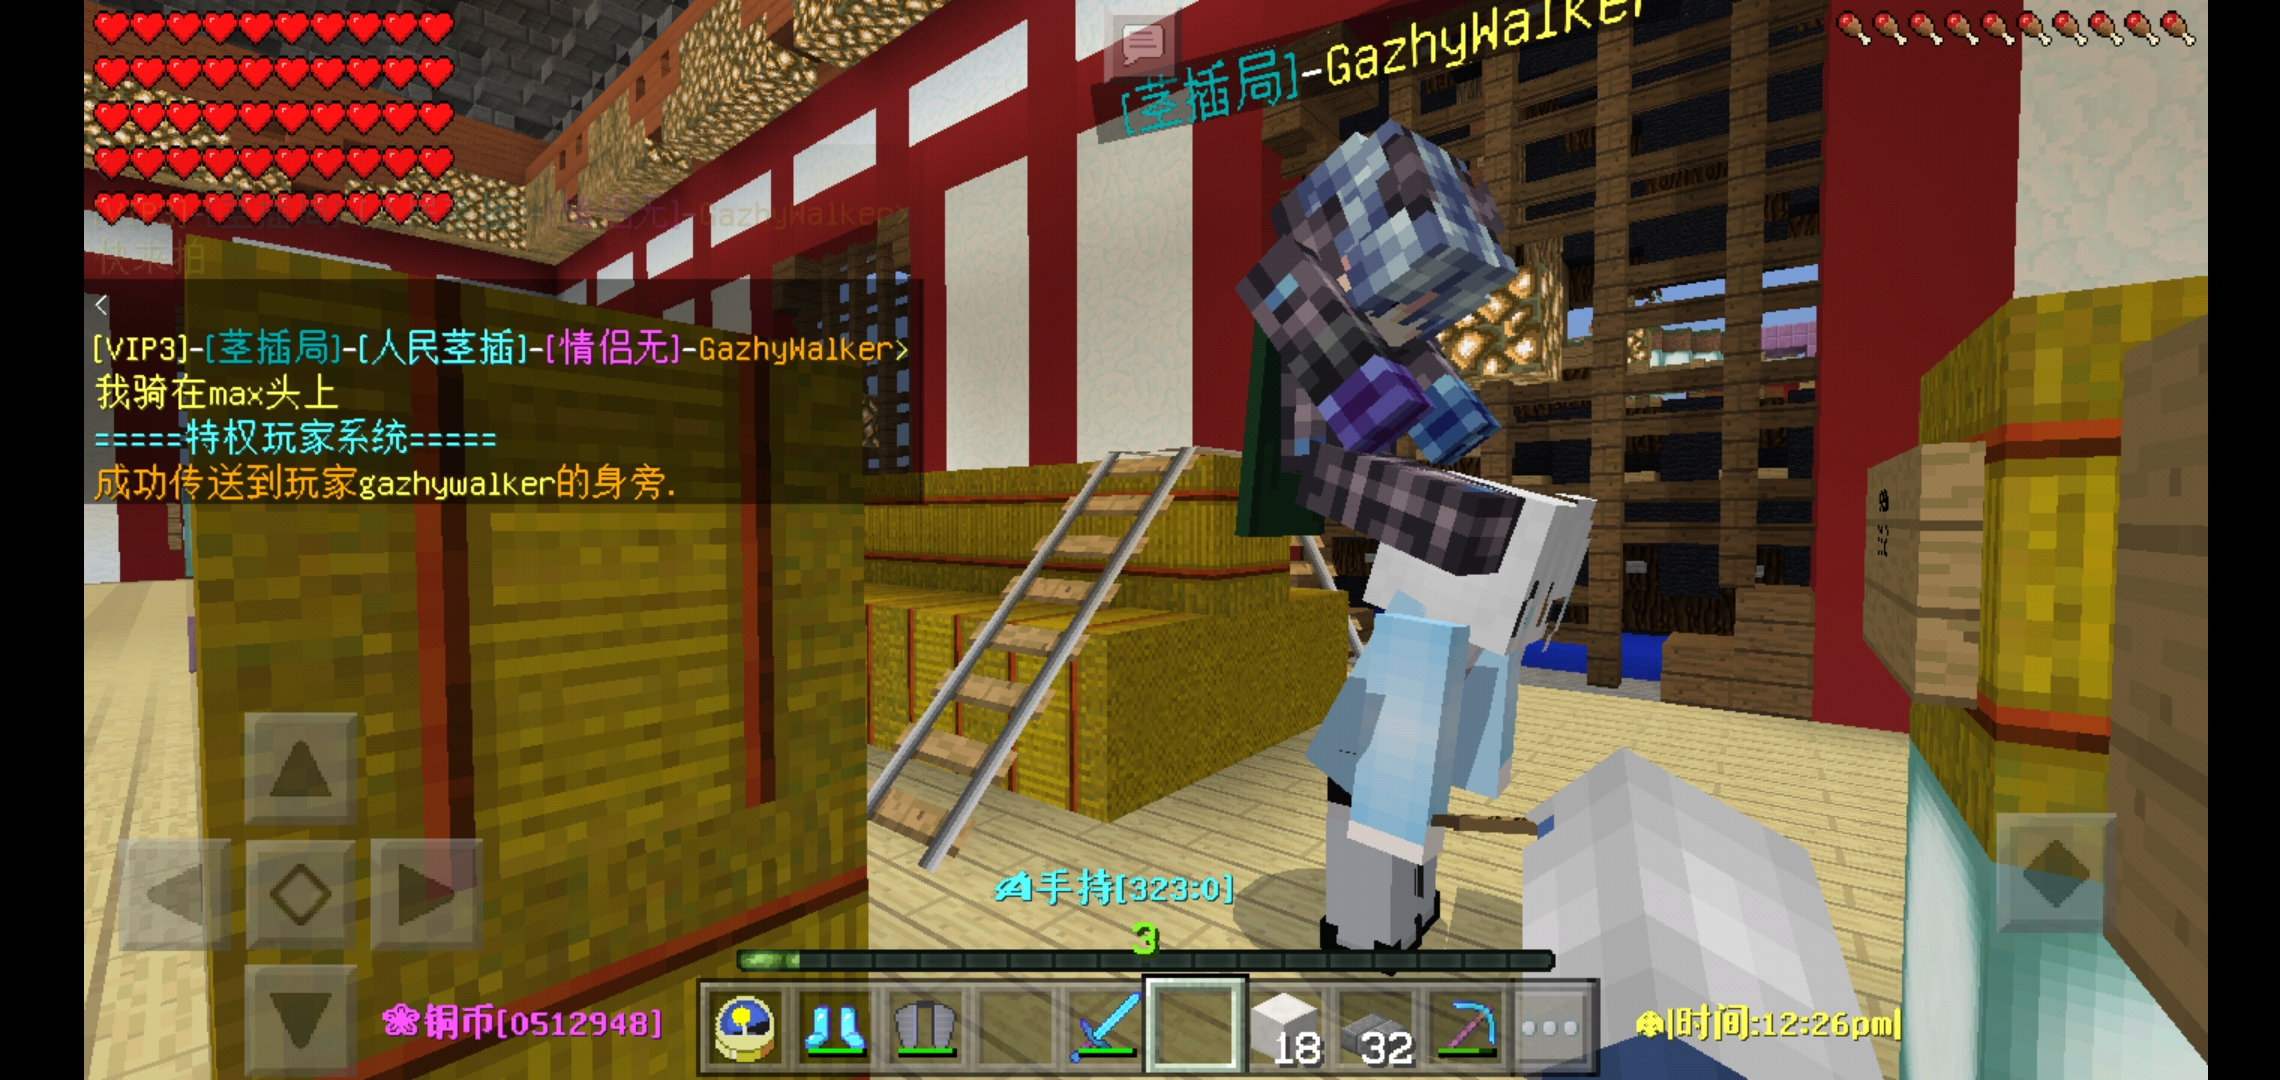 [茎插局]-GazhyWalker
快来拍
<
[VIP3]-[茎插局]-[人民茎插]-[情侣无]-GazhyWalker>
我骑在max头上
=====特权玩家系统=====
成功传送到玩家gazhywalker的身旁.
手持[323:0]
3
铜币[0512948]
18
32
|时间:12:26pm|